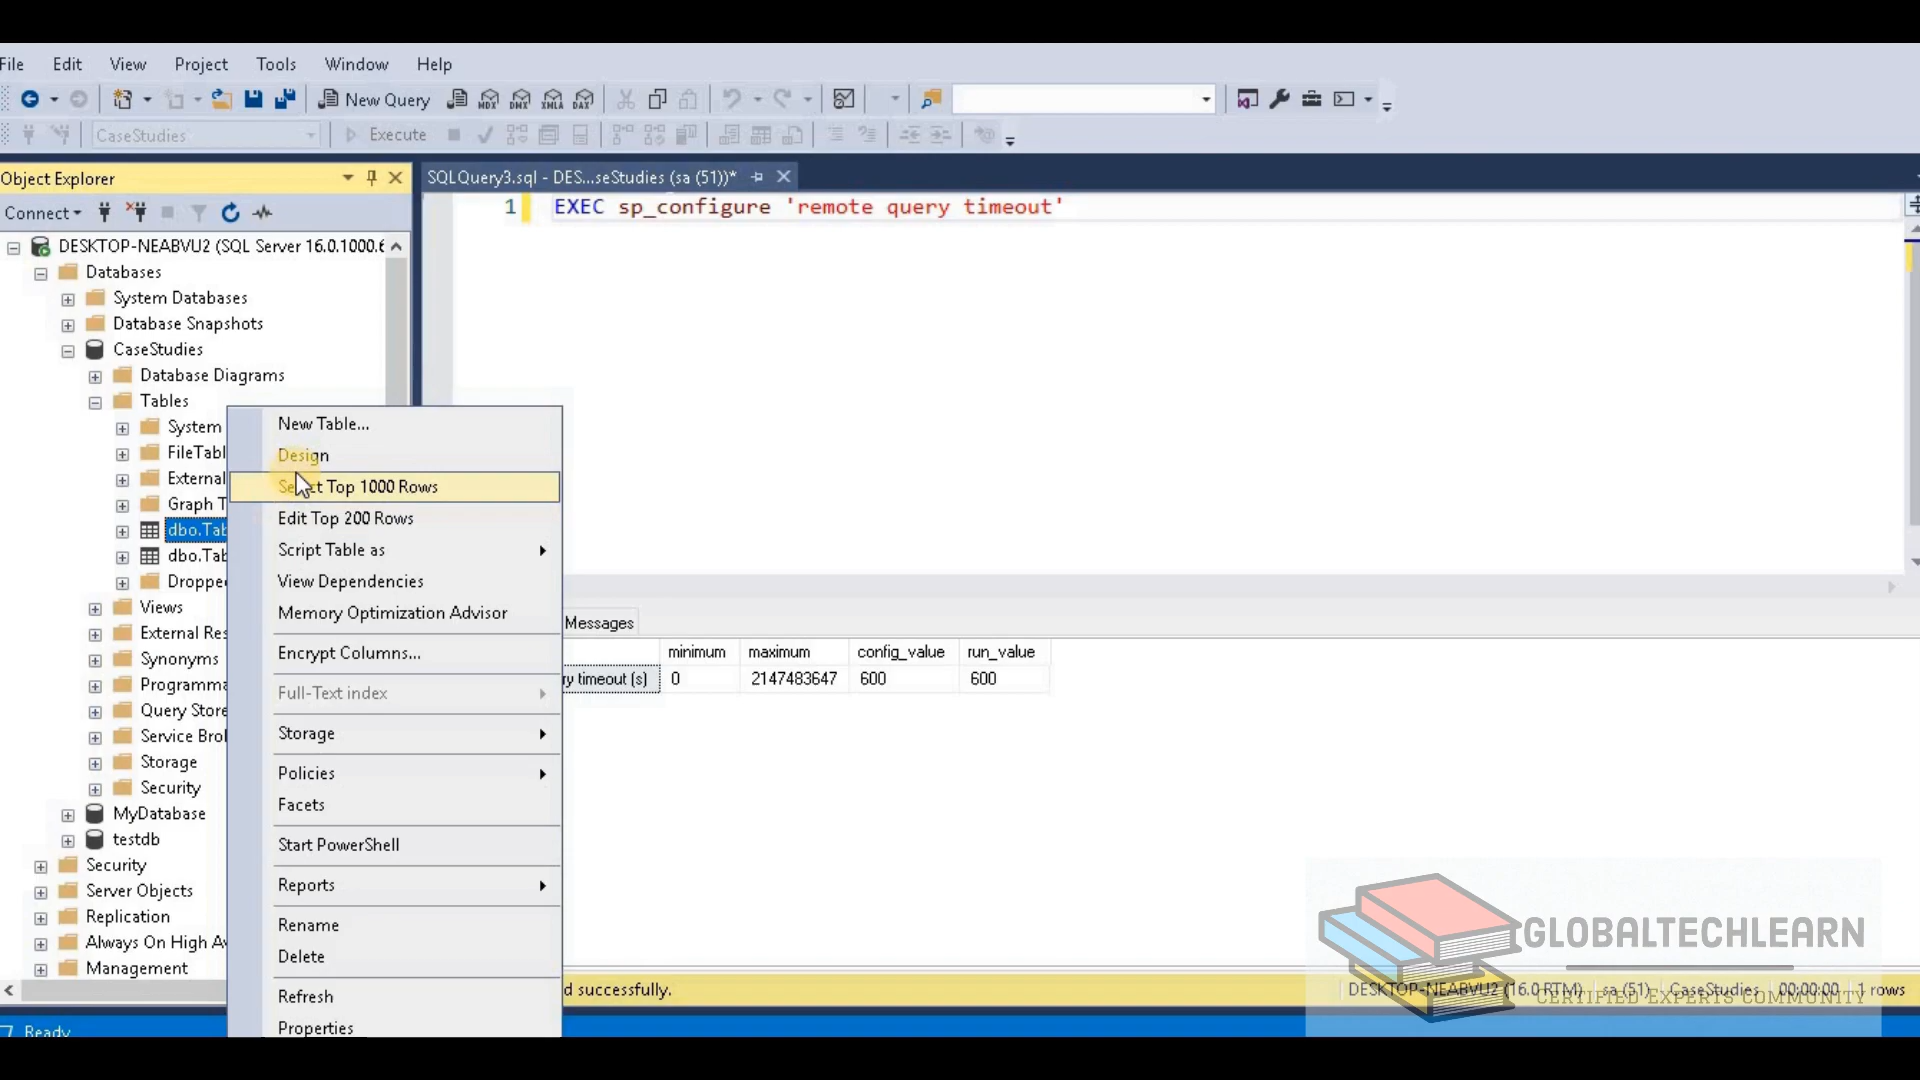 File Edit View Project Tools Window Help
New Query MDX DMX XMLA DAX
CaseStudies Execute
Object Explorer
SQLQuery3.sql - DES...seStudies (sa (51))*
Connect
1 EXEC sp_configure 'remote query timeout'
DESKTOP-NEABVU2 (SQL Server 16.0.1000.6
Databases
System Databases
Database Snapshots
CaseStudies
Database Diagrams
Tables
System
FileTabl
External
Graph T
dbo.Tab
dbo.Tab
Droppe
Views
External Res
Synonyms
Programma
Query Store
Service Brol
Storage
Security
MyDatabase
testdb
Security
Server Objects
Replication
Always On High Av
Management
New Table...
Design
Select Top 1000 Rows
Edit Top 200 Rows
Script Table as
View Dependencies
Memory Optimization Advisor
Encrypt Columns...
Full-Text index
Storage
Policies
Facets
Start PowerShell
Reports
Rename
Delete
Refresh
Properties
Messages
minimum maximum config_value run_value
ry timeout (s) 0 2147483647 600 600
d successfully.
DESKTOP-NEABVU2 (16.0 RTM) sa (51) CaseStudies 00:00:00 1 rows
GLOBALTECHLEARN
CERTIFIED EXPERTS COMMUNITY
Ready